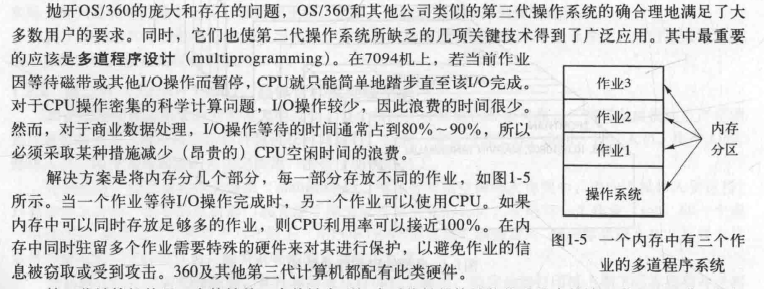 抛开OS/360的庞大和存在的问题，OS/360和其他公司类似的第三代操作系统的确合理地满足了大
多数用户的要求。同时，它们也使第二代操作系统所缺乏的几项关键技术得到了广泛应用。其中最重要
的应该是多道程序设计（multiprogramming）。在7094机上，若当前作业
因等待磁带或其他I/O操作而暂停，CPU就只能简单地踏步直至该I/O完成。
对于CPU操作密集的科学计算问题，I/O操作较少，因此浪费的时间很少。
然而，对于商业数据处理，I/O操作等待的时间通常占到80%～90%，所以
必须采取某种措施减少（昂贵的）CPU空闲时间的浪费。
解决方案是将内存分几个部分，每一部分存放不同的作业，如图1-5
所示。当一个作业等待I/O操作完成时，另一个作业可以使用CPU。如果
内存中可以同时存放足够多的作业，则CPU利用率可以接近100%。在内
存中同时驻留多个作业需要特殊的硬件来对其进行保护，以避免作业的信
息被窃取或受到攻击。360及其他第三代计算机都配有此类硬件。
作业3
作业2
作业1
操作系统
内存
分区
图1-5 一个内存中有三个作
业的多道程序系统